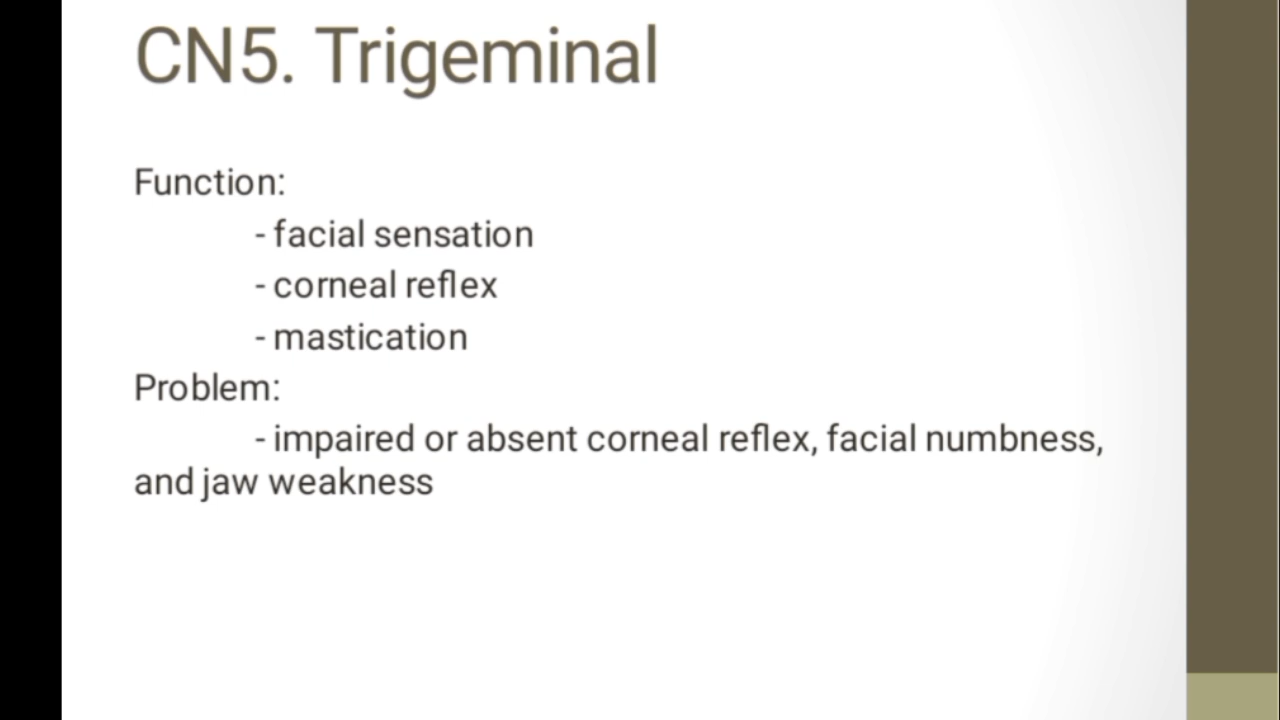 CN5. Trigeminal
Function:
- facial sensation
- corneal reflex
- mastication
Problem:
- impaired or absent corneal reflex, facial numbness,
and jaw weakness